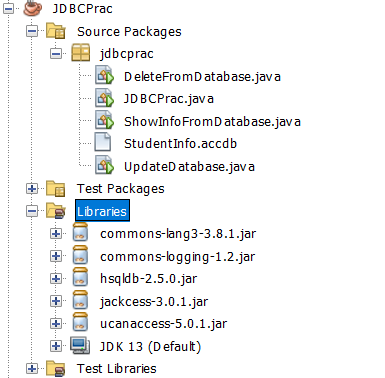 JDBCPrac
Source Packages
jdbcprac
DeleteFromDatabase.java
JDBCPrac.java
ShowInfoFromDatabase.java
StudentInfo.accdb
UpdateDatabase.java
Test Packages
Libraries
commons-lang3-3.8.1.jar
commons-logging-1.2.jar
hsqldb-2.5.0.jar
jackcess-3.0.1.jar
ucanaccess-5.0.1.jar
JDK 13 (Default)
Test Libraries